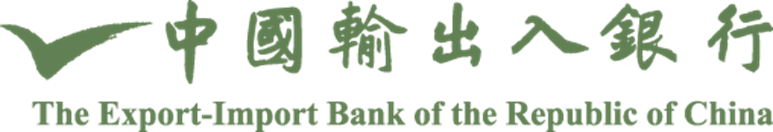 中國輸出入銀行
The Export-Import Bank of the Republic of China